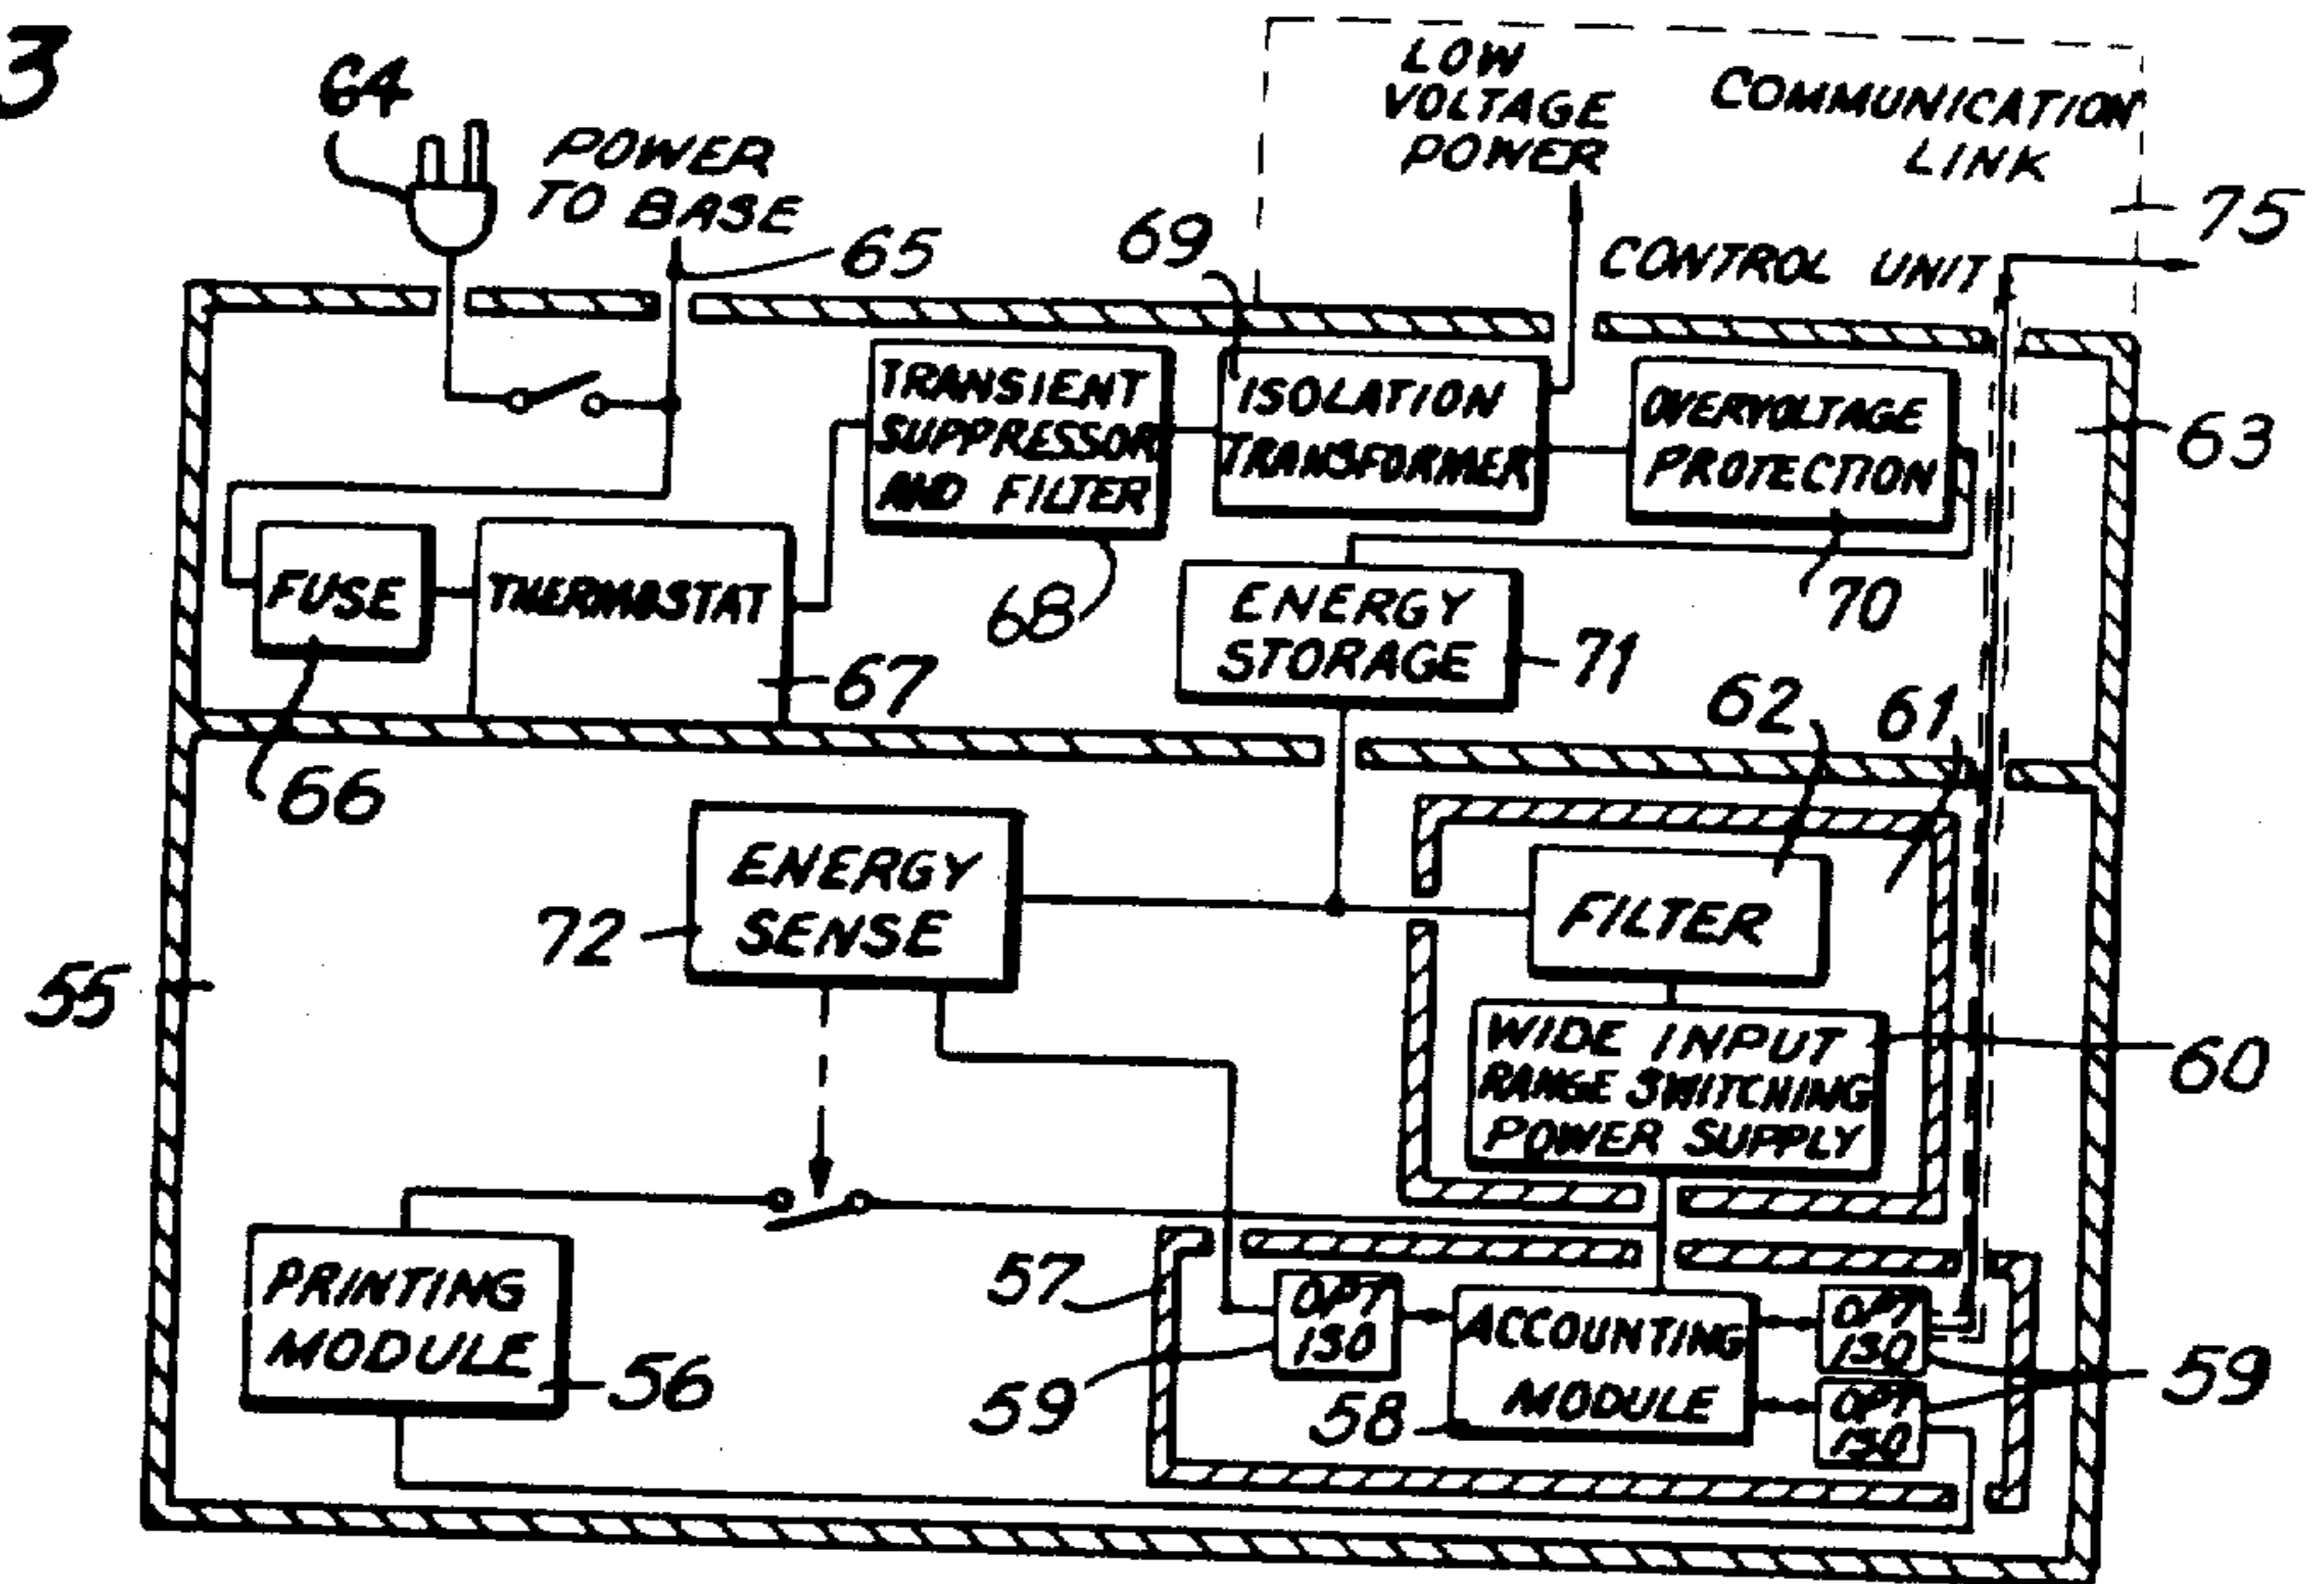 3
64
POWER
TO BASE
65
69
LOW
VOLTAGE
POWER
COMMUNICATION
LINK
75
CONTROL UNIT
TRANSIENT
SUPPRESSOR
AND FILTER
68
ISOLATION
TRANSFORMER
OVERVOLTAGE
PROTECTION
70
63
FUSE
66
THERMOSTAT
67
ENERGY
STORAGE
71
62
61
ENERGY
SENSE
72
FILTER
55
WIDE INPUT
RANGE SWITCHING
POWER SUPPLY
60
PRINTING
MODULE
56
57
OPT
ISO
59
ACCOUNTING
MODULE
58
OPT
ISO
OPT
ISO
59